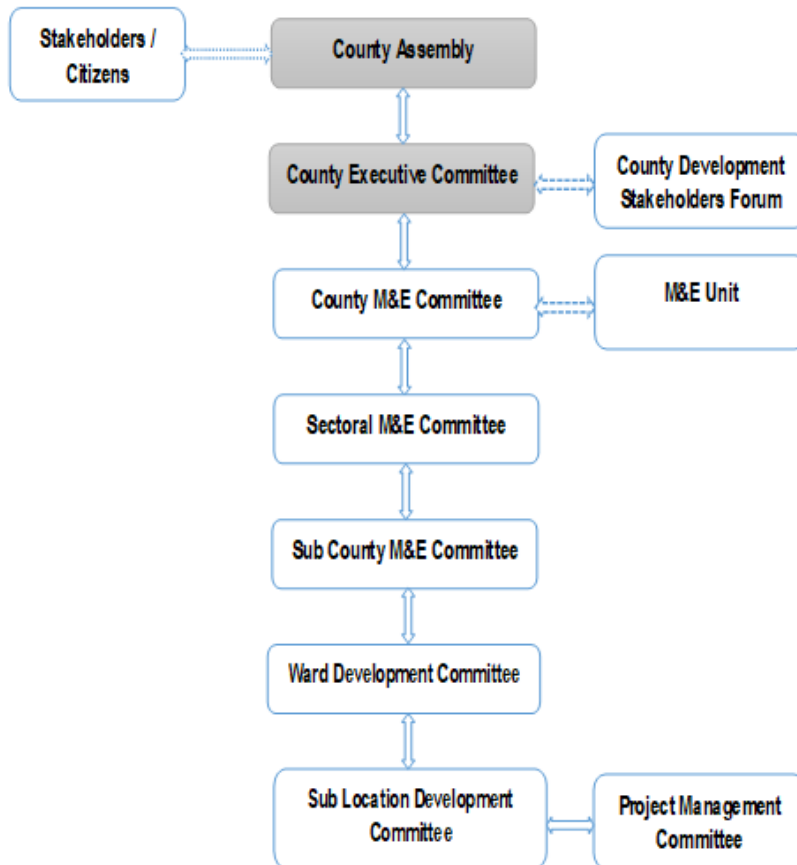 Stakeholders /
Citizens
County Assembly
County Executive Committee
County Development
Stakeholders Forum
County M&E Committee
M&E Unit
Sectoral M&E Committee
Sub County M&E Committee
Ward Development Committee
Sub Location Development
Committee
Project Management
Committee